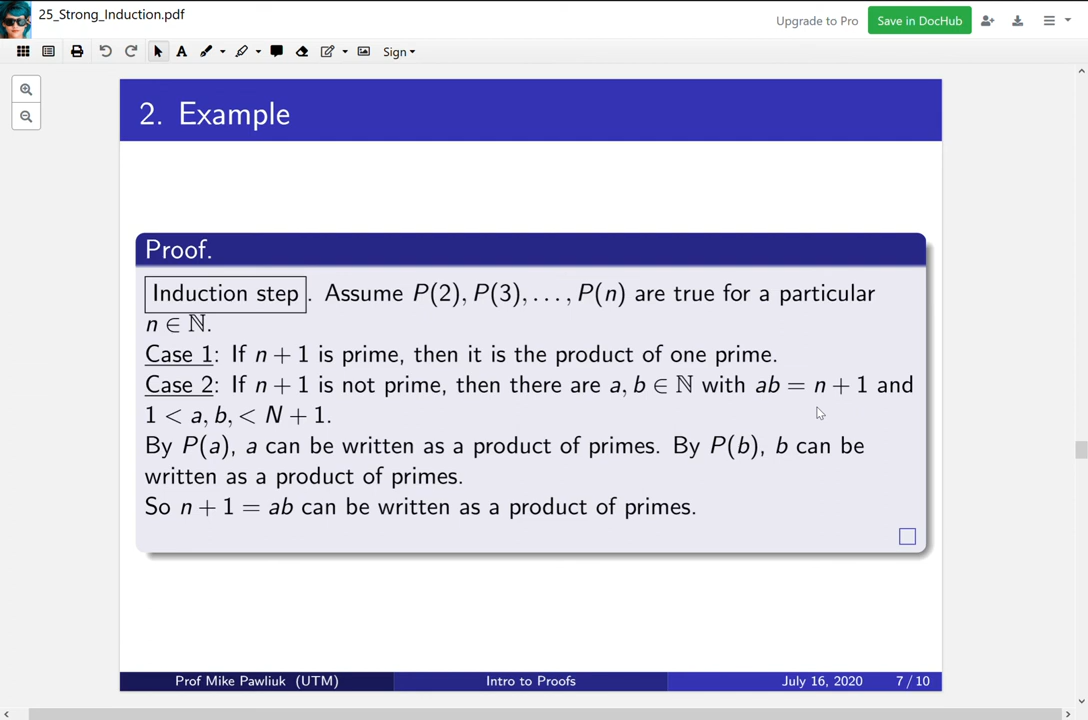 25_Strong_Induction.pdf
Upgrade to Pro
Save in DocHub
Sign
2. Example
Proof.
Induction step. Assume P(2), P(3), . . . , P(n) are true for a particular
n ∈ ℕ.
Case 1: If n + 1 is prime, then it is the product of one prime.
Case 2: If n + 1 is not prime, then there are a, b ∈ ℕ with ab = n + 1 and
1 < a, b, < N + 1.
By P(a), a can be written as a product of primes. By P(b), b can be
written as a product of primes.
So n + 1 = ab can be written as a product of primes.
Prof Mike Pawliuk (UTM)
Intro to Proofs
July 16, 2020
7 / 10